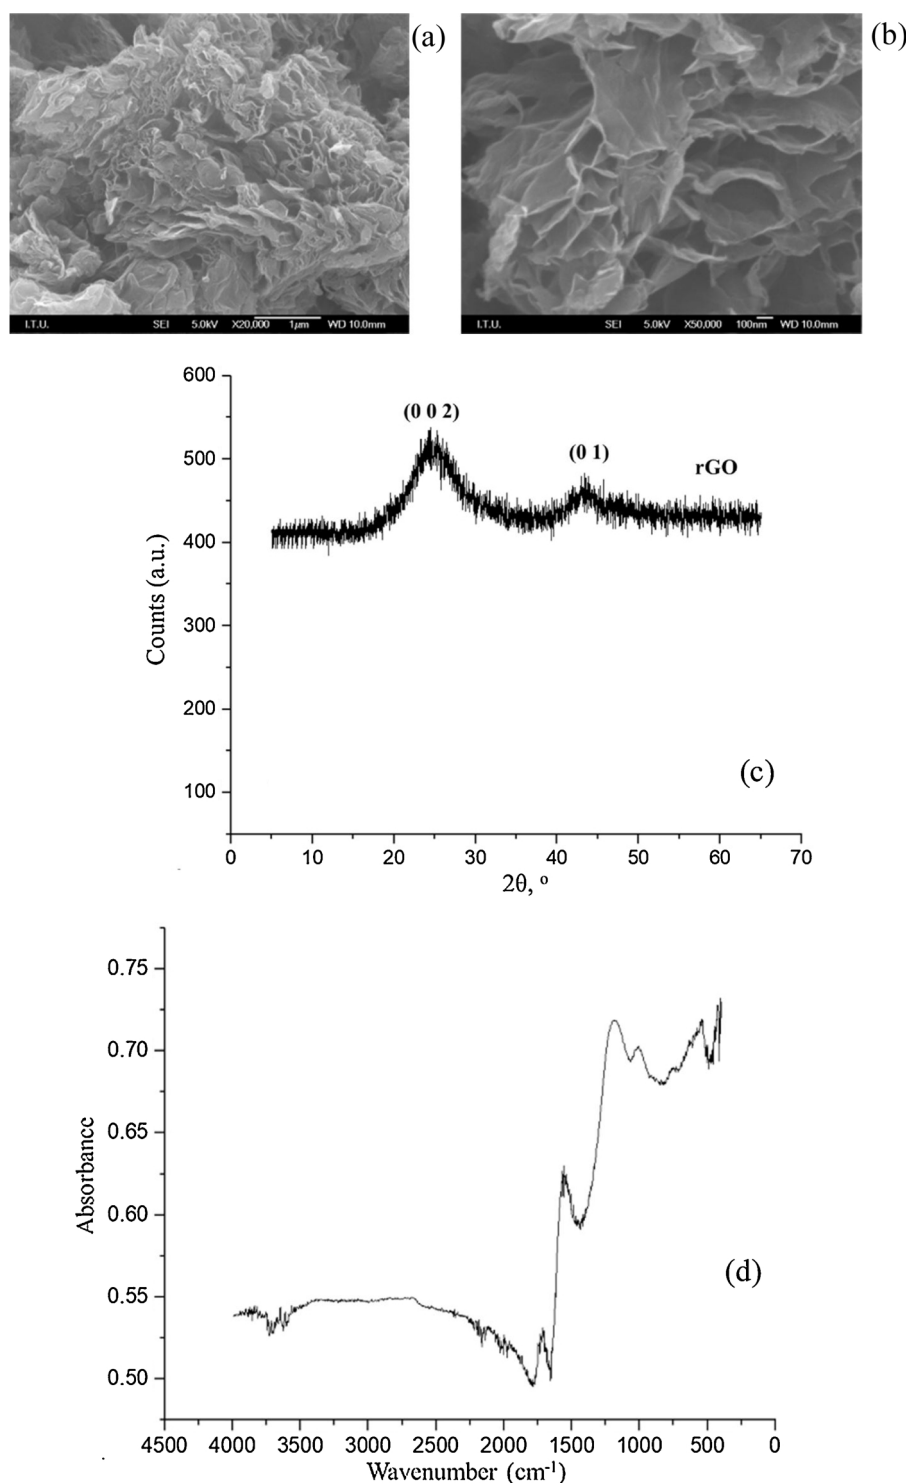 (a)
(b)
I.T.U. SEI 5.0kV X20,000 1µm WD 10.0mm
I.T.U. SEI 5.0kV X50,000 100nm WD 10.0mm
600
500
400
300
200
100
Counts (a.u.)
(0 0 2)
(0 1)
rGO
(c)
0 10 20 30 40 50 60 70
2θ, °
0.75
0.70
0.65
0.60
0.55
0.50
Absorbance
(d)
4500 4000 3500 3000 2500 2000 1500 1000 500 0
Wavenumber (cm-1)